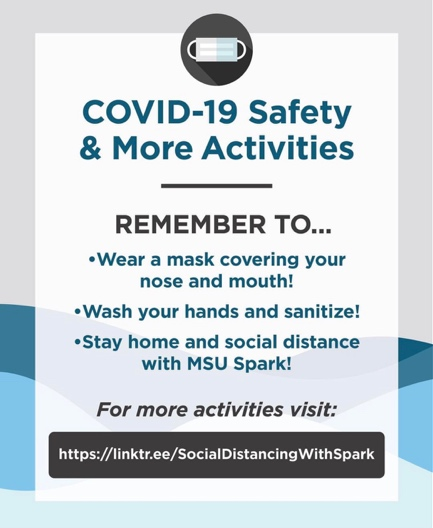 COVID-19 Safety
& More Activities
REMEMBER TO...
•Wear a mask covering your
nose and mouth!
•Wash your hands and sanitize!
•Stay home and social distance
with MSU Spark!
For more activities visit:
https://linktr.ee/SocialDistancingWithSpark